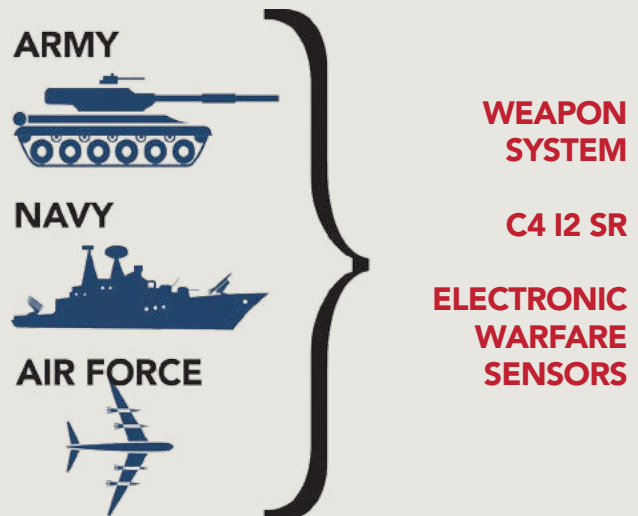 ARMY
NAVY
AIR FORCE
WEAPON
SYSTEM
C4 I2 SR
ELECTRONIC
WARFARE
SENSORS